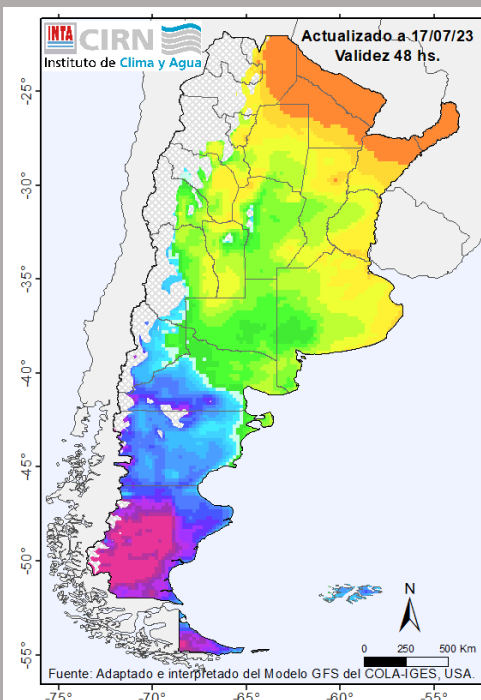 INTA CIRN
Instituto de Clima y Agua
Actualizado a 17/07/23
Validez 48 hs.
-25°
-30°
-35°
-40°
-45°
-50°
-55°
N
0 250 500 Km
Fuente: Adaptado e interpretado del Modelo GFS del COLA-IGES, USA.
-75° -70° -65° -60° -55°